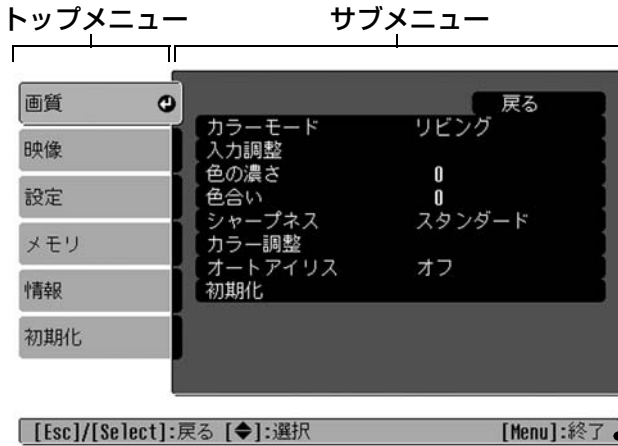 トップメニュー サブメニュー
画質 戻る
カラーモード リビング
映像
入力調整
色の濃さ 0
設定
色合い 0
シャープネス スタンダード
メモリ
カラー調整
オートアイリス オフ
情報
初期化
初期化
[Esc]/[Select]:戻る [◆]:選択 [Menu]:終了